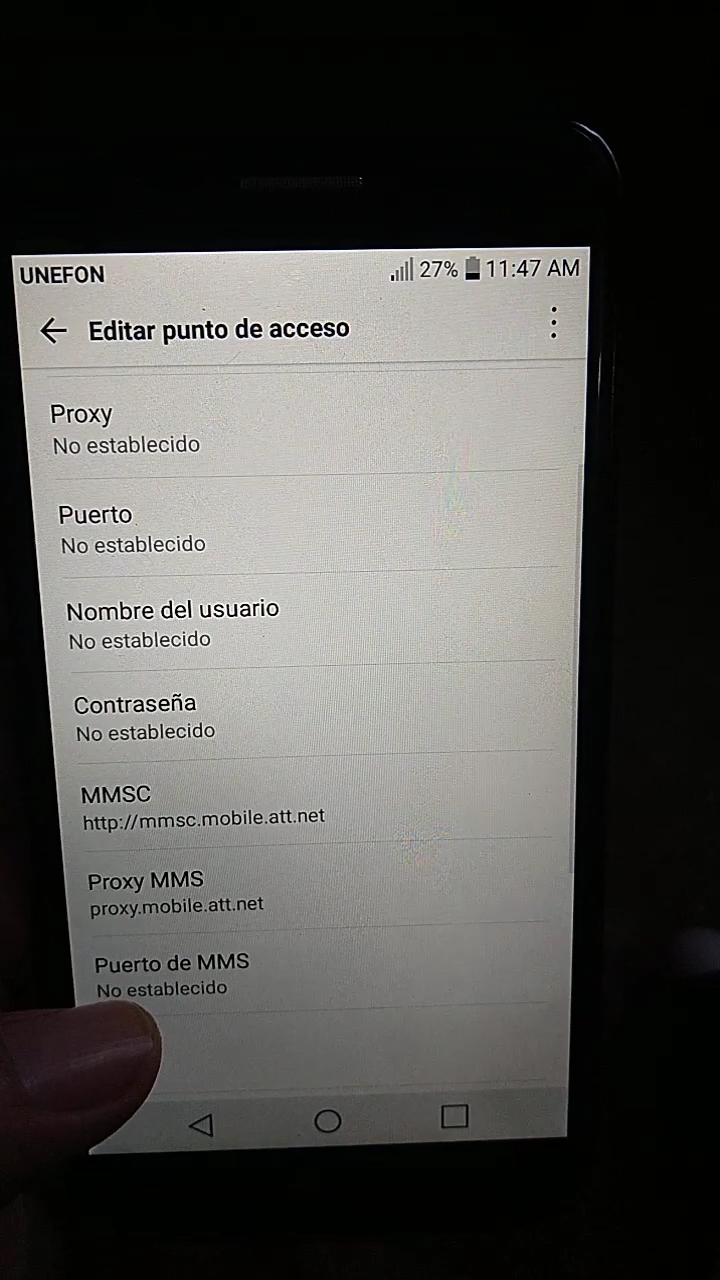 UNEFON 27% 11:47 AM
Editar punto de acceso
Proxy
No establecido
Puerto
No establecido
Nombre del usuario
No establecido
Contraseña
No establecido
MMSC
http://mmsc.mobile.att.net
Proxy MMS
proxy.mobile.att.net
Puerto de MMS
No establecido